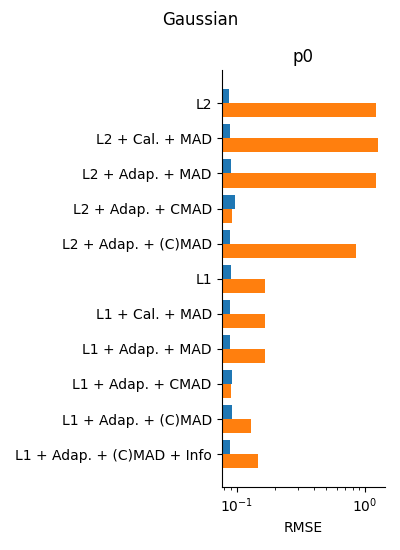 Gaussian
p0
L2
L2 + Cal. + MAD
L2 + Adap. + MAD
L2 + Adap. + CMAD
L2 + Adap. + (C)MAD
L1
L1 + Cal. + MAD
L1 + Adap. + MAD
L1 + Adap. + CMAD
L1 + Adap. + (C)MAD
L1 + Adap. + (C)MAD + Info
10⁻¹ 10⁰
RMSE